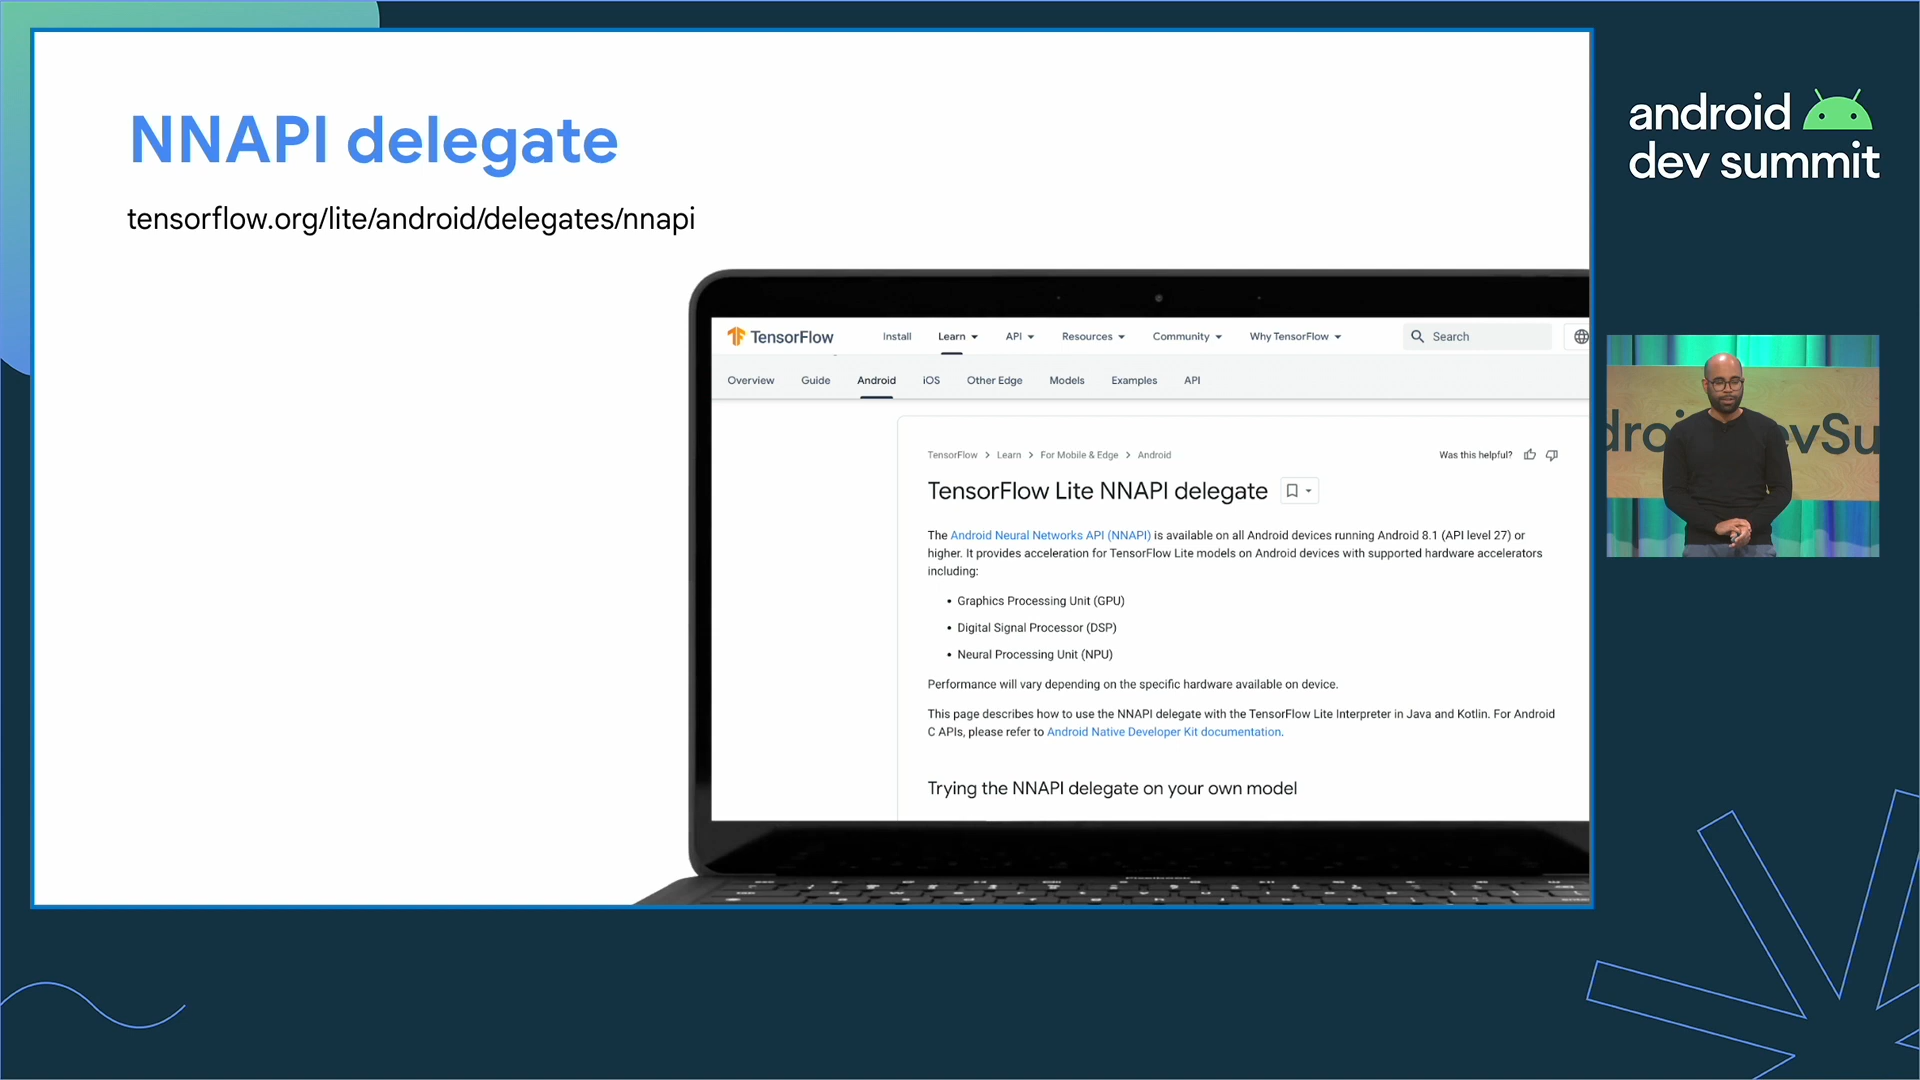 NNAPI delegate
tensorflow.org/lite/android/delegates/nnapi
TensorFlow Install Learn API Resources Community Why TensorFlow Search
Overview Guide Android iOS Other Edge Models Examples API
TensorFlow > Learn > For Mobile & Edge > Android Was this helpful?
TensorFlow Lite NNAPI delegate
The Android Neural Networks API (NNAPI) is available on all Android devices running Android 8.1 (API level 27) or
higher. It provides acceleration for TensorFlow Lite models on Android devices with supported hardware accelerators
including:
• Graphics Processing Unit (GPU)
• Digital Signal Processor (DSP)
• Neural Processing Unit (NPU)
Performance will vary depending on the specific hardware available on device.
This page describes how to use the NNAPI delegate with the TensorFlow Lite Interpreter in Java and Kotlin. For Android
C APIs, please refer to Android Native Developer Kit documentation.
Trying the NNAPI delegate on your own model
android
dev summit
dro evSu